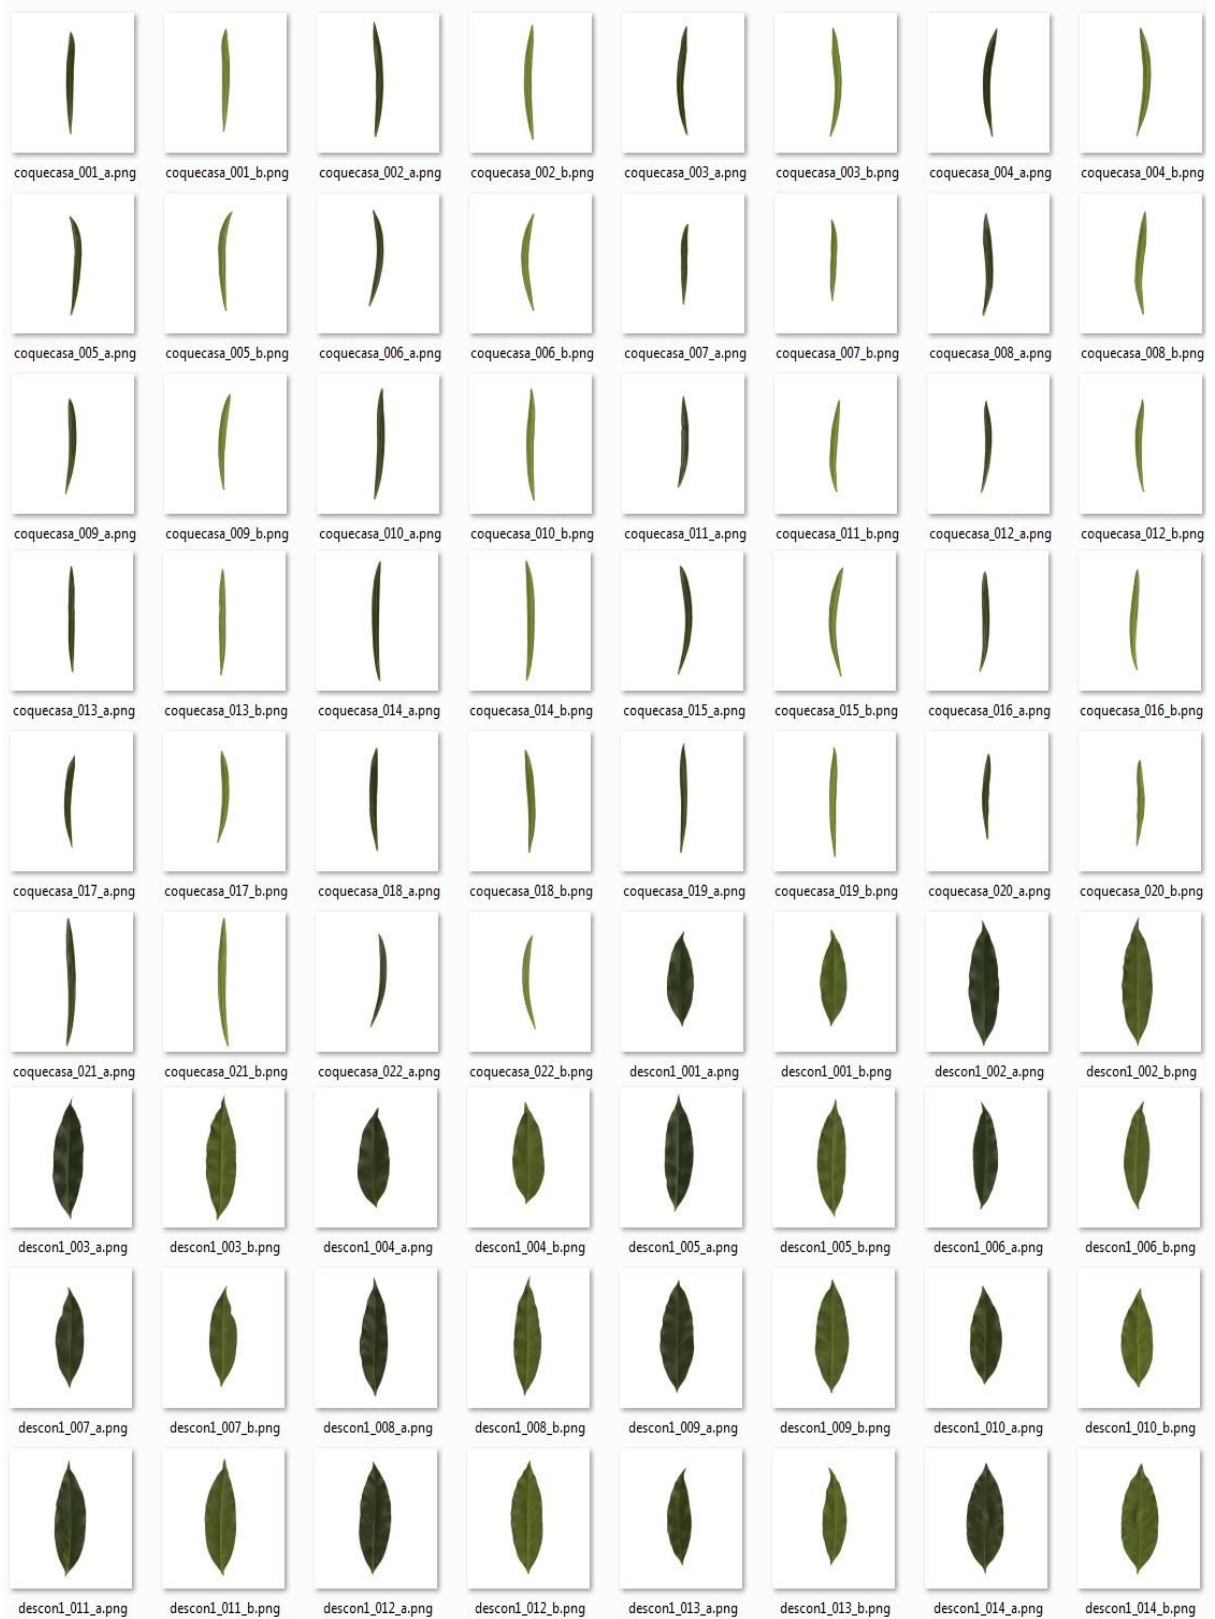 coquecasa_001_a.png coquecasa_001_b.png coquecasa_002_a.png coquecasa_002_b.png coquecasa_003_a.png coquecasa_003_b.png coquecasa_004_a.png coquecasa_004_b.png
coquecasa_005_a.png coquecasa_005_b.png coquecasa_006_a.png coquecasa_006_b.png coquecasa_007_a.png coquecasa_007_b.png coquecasa_008_a.png coquecasa_008_b.png
coquecasa_009_a.png coquecasa_009_b.png coquecasa_010_a.png coquecasa_010_b.png coquecasa_011_a.png coquecasa_011_b.png coquecasa_012_a.png coquecasa_012_b.png
coquecasa_013_a.png coquecasa_013_b.png coquecasa_014_a.png coquecasa_014_b.png coquecasa_015_a.png coquecasa_015_b.png coquecasa_016_a.png coquecasa_016_b.png
coquecasa_017_a.png coquecasa_017_b.png coquecasa_018_a.png coquecasa_018_b.png coquecasa_019_a.png coquecasa_019_b.png coquecasa_020_a.png coquecasa_020_b.png
coquecasa_021_a.png coquecasa_021_b.png coquecasa_022_a.png coquecasa_022_b.png descon1_001_a.png descon1_001_b.png descon1_002_a.png descon1_002_b.png
descon1_003_a.png descon1_003_b.png descon1_004_a.png descon1_004_b.png descon1_005_a.png descon1_005_b.png descon1_006_a.png descon1_006_b.png
descon1_007_a.png descon1_007_b.png descon1_008_a.png descon1_008_b.png descon1_009_a.png descon1_009_b.png descon1_010_a.png descon1_010_b.png
descon1_011_a.png descon1_011_b.png descon1_012_a.png descon1_012_b.png descon1_013_a.png descon1_013_b.png descon1_014_a.png descon1_014_b.png